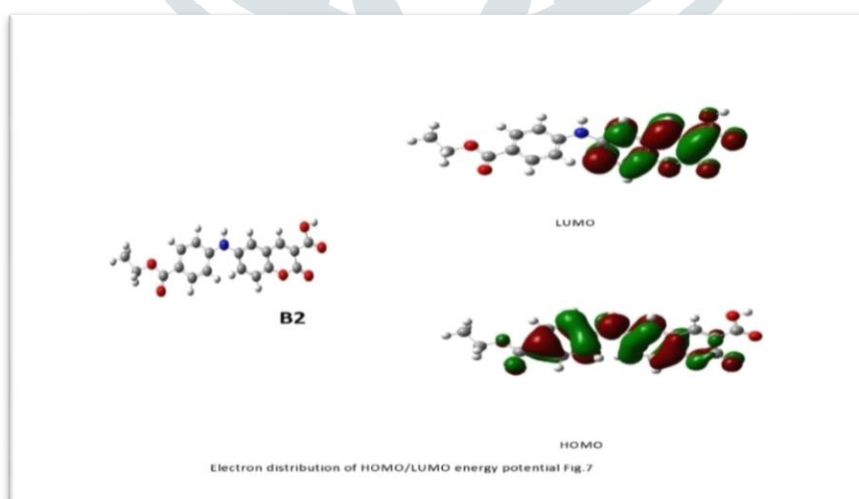 LUMO
B2
HOMO
Electron distribution of HOMO/LUMO energy potential Fig.7